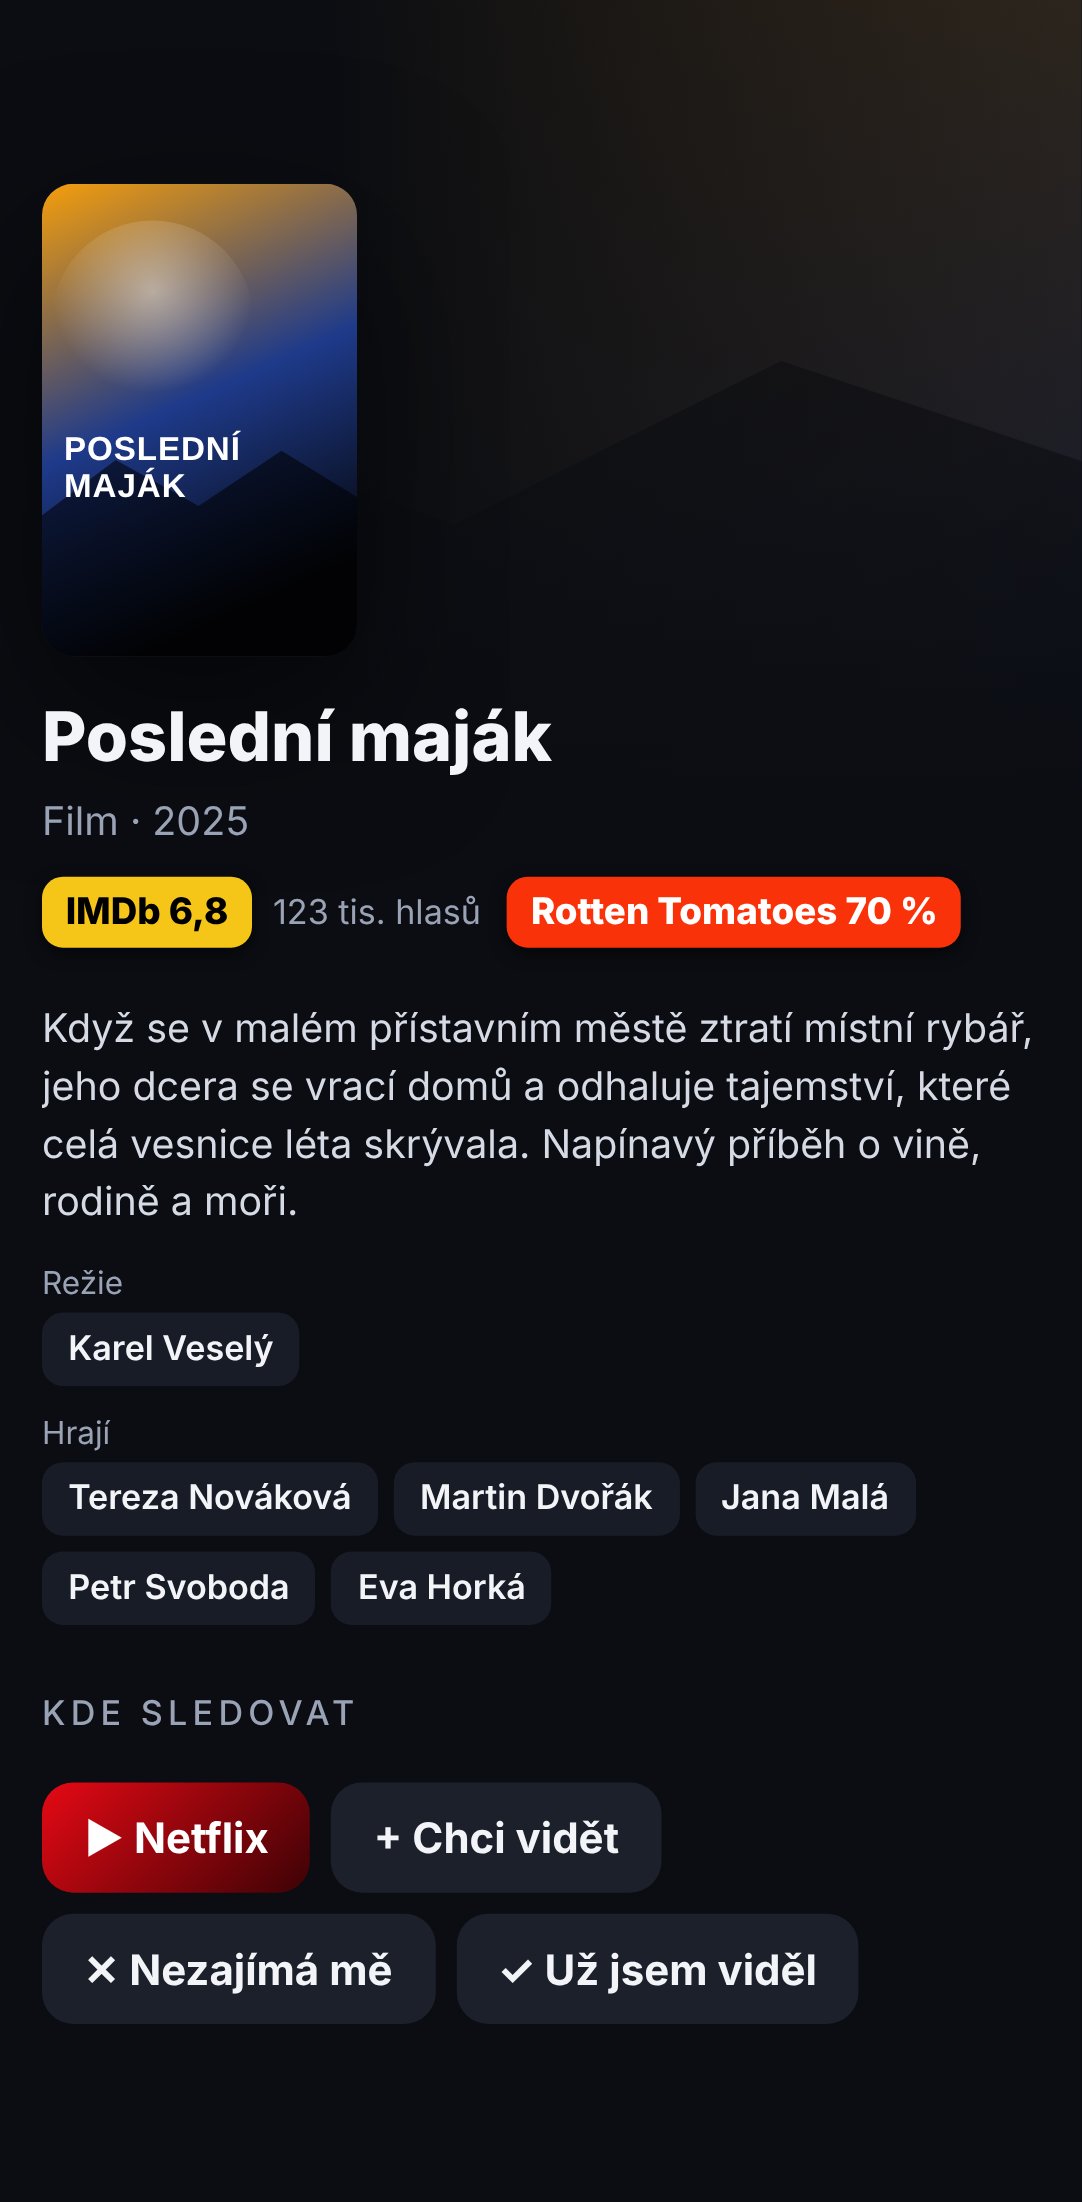 POSLEDNÍ
MAJÁK
Poslední maják
Film · 2025
IMDb 6,8 123 tis. hlasů Rotten Tomatoes 70 %
Když se v malém přístavním městě ztratí místní rybář,
jeho dcera se vrací domů a odhaluje tajemství, které
celá vesnice léta skrývala. Napínavý příběh o vině,
rodině a moři.
Režie
Karel Veselý
Hrají
Tereza Nováková Martin Dvořák Jana Malá
Petr Svoboda Eva Horká
KDE SLEDOVAT
▶ Netflix + Chci vidět
✕ Nezajímá mě ✓ Už jsem viděl